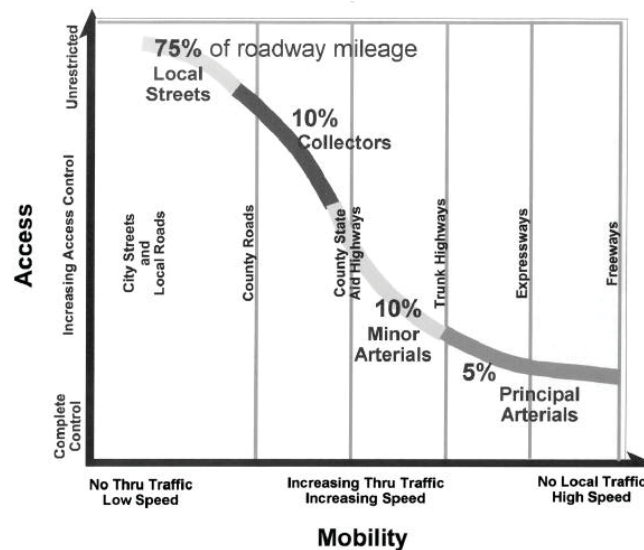 75% of roadway mileage
Local
Streets
10%
Collectors
10%
Minor
Arterials
5%
Principal
Arterials
Access
Unrestricted
Increasing Access Control
Complete
Control
City Streets
and
Local Roads
County Roads
County State
Aid Highways
Trunk Highways
Expressways
Freeways
No Thru Traffic
Low Speed
Increasing Thru Traffic
Increasing Speed
No Local Traffic
High Speed
Mobility